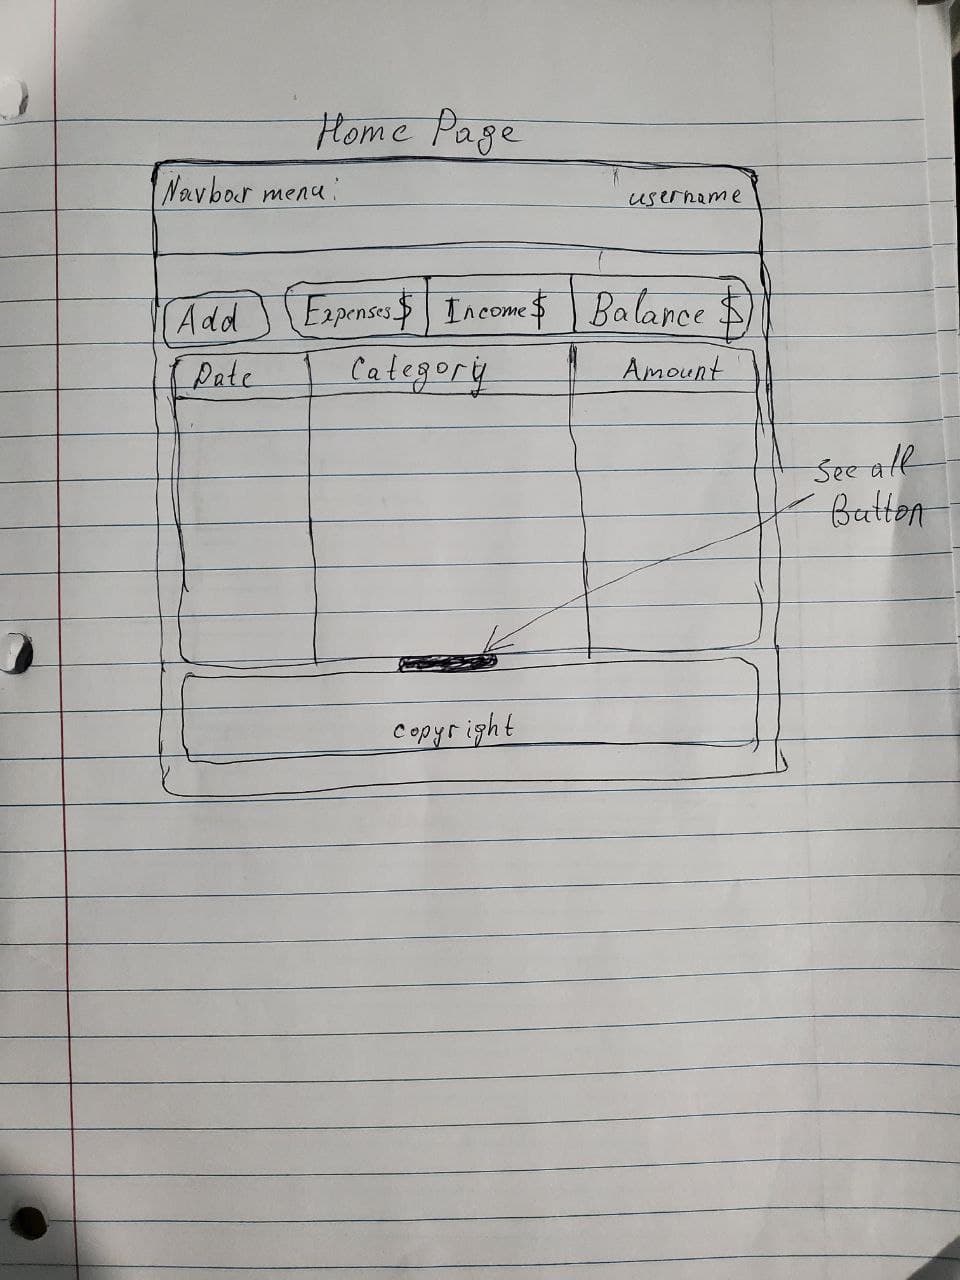 Home Page
Navbar menu:
username
Add
Expenses $
Income $
Balance $
Date
Category
Amount
See all
Button
copyright